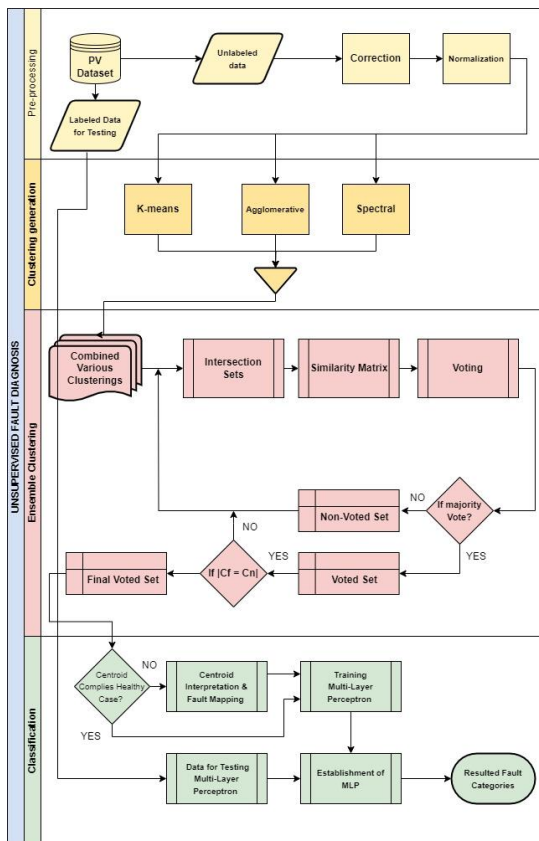 UNSUPERVISED FAULT DIAGNOSIS
Pre-processing
PV
Dataset
Unlabeled
data
Correction
Normalization
Labeled Data
for Testing
Clustering generation
K-means
Agglomerative
Spectral
Ensemble Clustering
Combined
Various
Clusterings
Intersection
Sets
Similarity Matrix
Voting
If majority
Vote?
NO
Non-Voted Set
YES
Voted Set
YES
If |Cf = Cn|
NO
Final Voted Set
Classification
Centroid
Complies Healthy
Case?
NO
YES
Centroid
Interpretation &
Fault Mapping
Training
Multi-Layer
Perceptron
Data for Testing
Multi-Layer
Perceptron
Establishment of
MLP
Resulted Fault
Categories